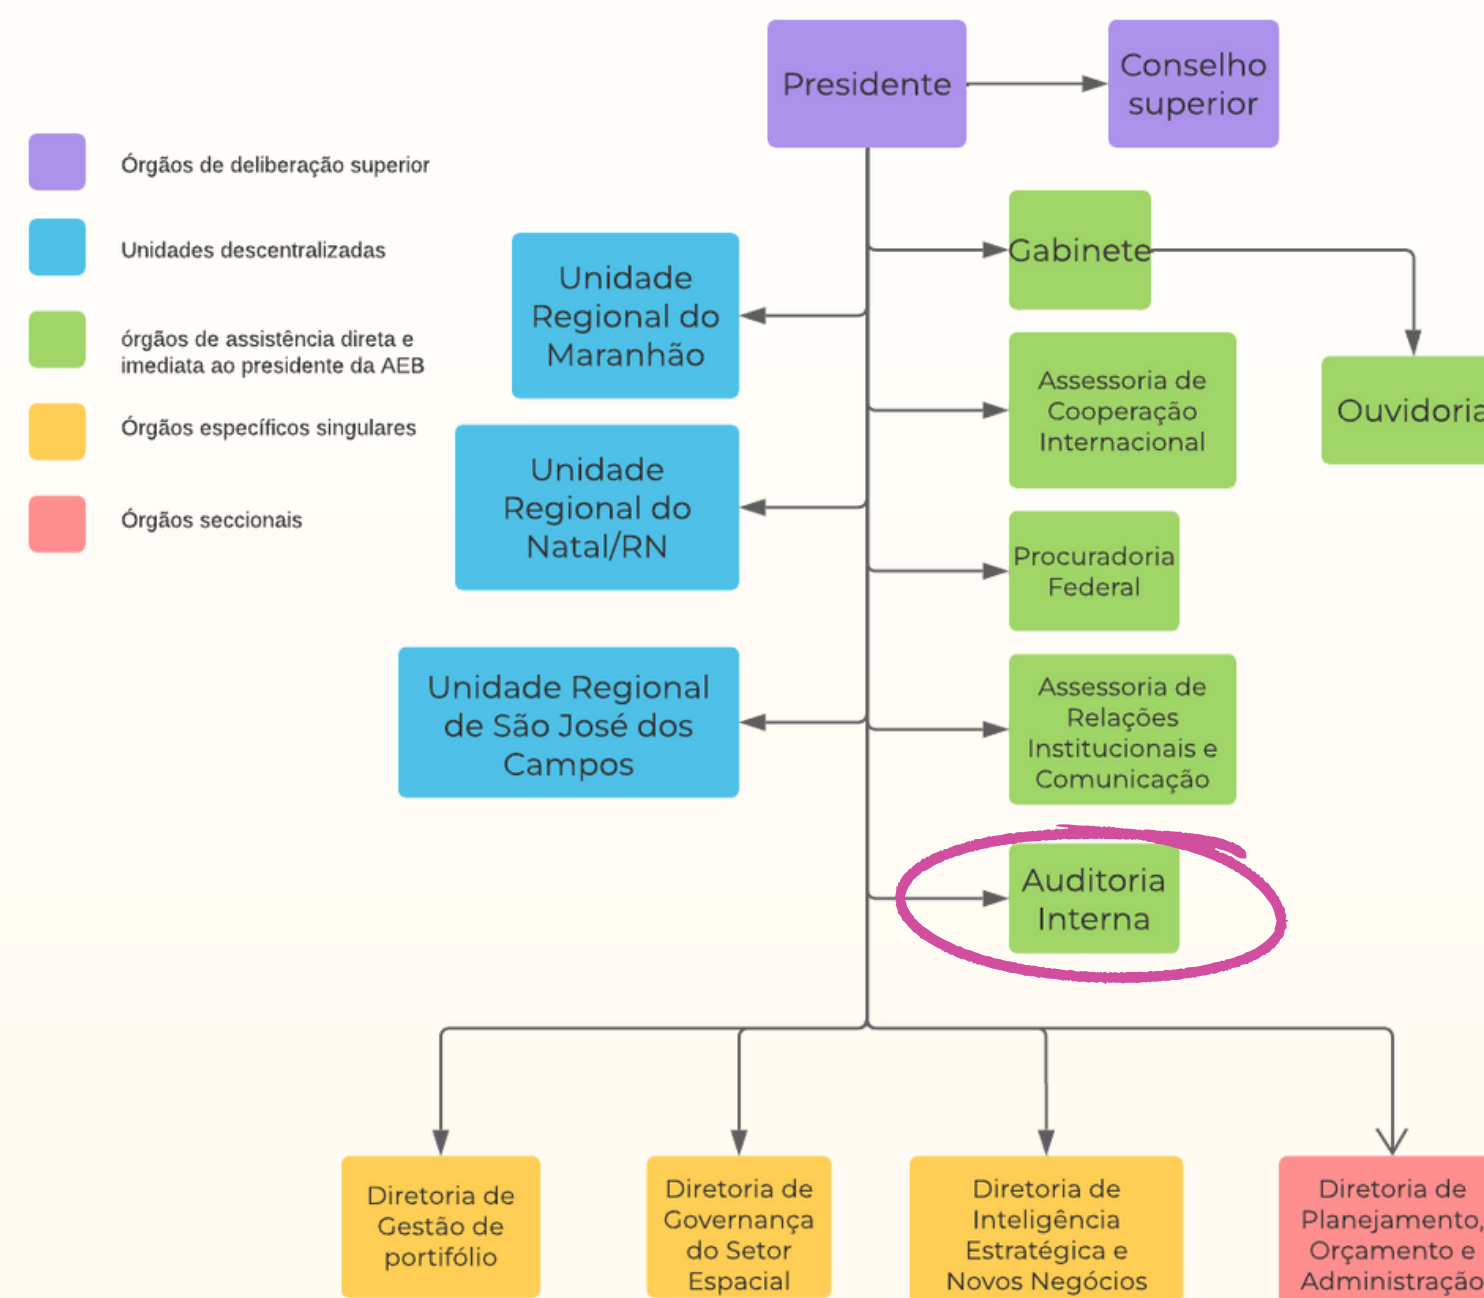 Presidente
Conselho
superior
Órgãos de deliberação superior
Unidades descentralizadas
órgãos de assistência direta e
imediata ao presidente da AEB
Órgãos específicos singulares
Órgãos seccionais
Unidade
Regional do
Maranhão
Unidade
Regional do
Natal/RN
Unidade Regional
de São José dos
Campos
Gabinete
Ouvidoria
Assessoria de
Cooperação
Internacional
Procuradoria
Federal
Assessoria de
Relações
Institucionais e
Comunicação
Auditoria
Interna
Diretoria de
Gestão de
portifólio
Diretoria de
Governança
do Setor
Espacial
Diretoria de
Inteligência
Estratégica e
Novos Negócios
Diretoria de
Planejamento,
Orçamento e
Administração